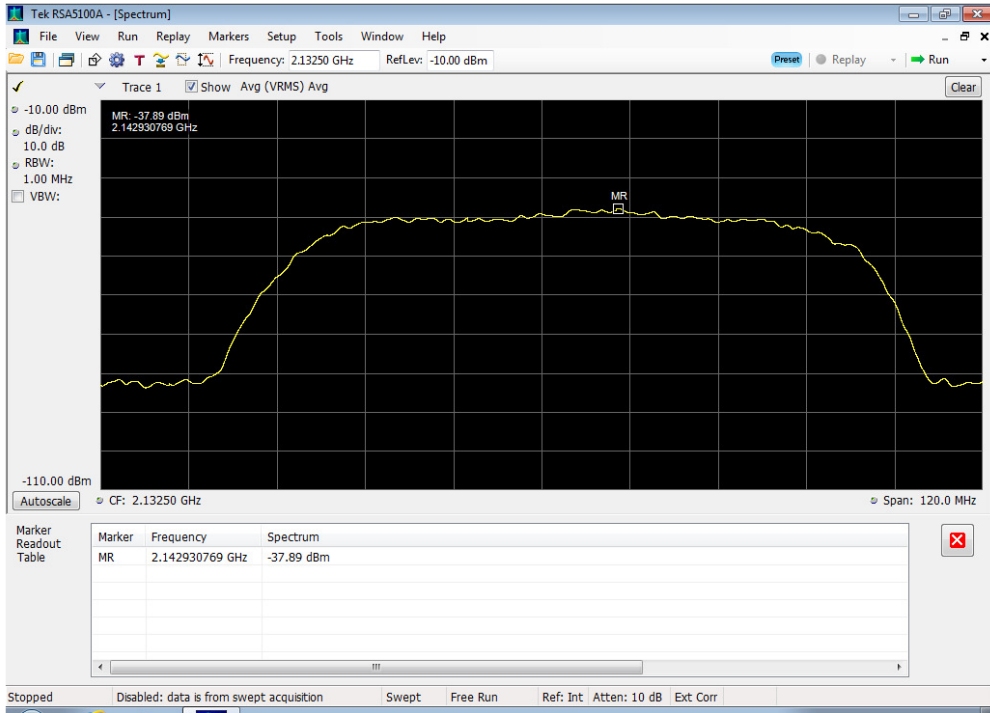 Tek RSA5100A - [Spectrum]
File View Run Replay Markers Setup Tools Window Help
T Frequency: 2.13250 GHz RefLev: -10.00 dBm Preset Replay Run
Trace 1 Show Avg (VRMS) Avg Clear
-10.00 dBm
dB/div:
10.0 dB
RBW:
1.00 MHz
VBW:
MR: -37.89 dBm
2.142930769 GHz
MR
-110.00 dBm
Autoscale CF: 2.13250 GHz Span: 120.0 MHz
Marker
Readout
Table
Marker Frequency Spectrum
MR 2.142930769 GHz -37.89 dBm
Stopped Disabled: data is from swept acquisition Swept Free Run Ref: Int Atten: 10 dB Ext Corr